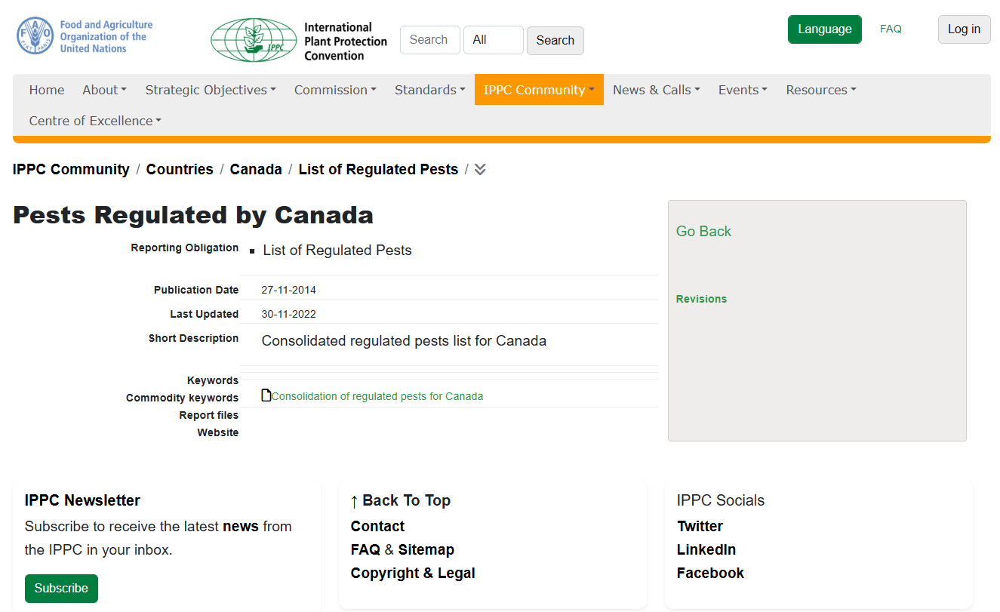 Food and Agriculture
Organization of the
United Nations
FAO
FIAT PANIS
IPPC
International
Plant Protection
Convention
Search
All
Search
Language
FAQ
Log in
Home
About
Strategic Objectives
Commission
Standards
IPPC Community
News & Calls
Events
Resources
Centre of Excellence
IPPC Community / Countries / Canada / List of Regulated Pests /
Pests Regulated by Canada
Reporting Obligation
▪ List of Regulated Pests
Publication Date 27-11-2014
Last Updated 30-11-2022
Short Description Consolidated regulated pests list for Canada
Keywords
Commodity keywords
Consolidation of regulated pests for Canada
Report files
Website
Go Back
Revisions
IPPC Newsletter
Subscribe to receive the latest news from
the IPPC in your inbox.
Subscribe
↑ Back To Top
Contact
FAQ & Sitemap
Copyright & Legal
IPPC Socials
Twitter
LinkedIn
Facebook